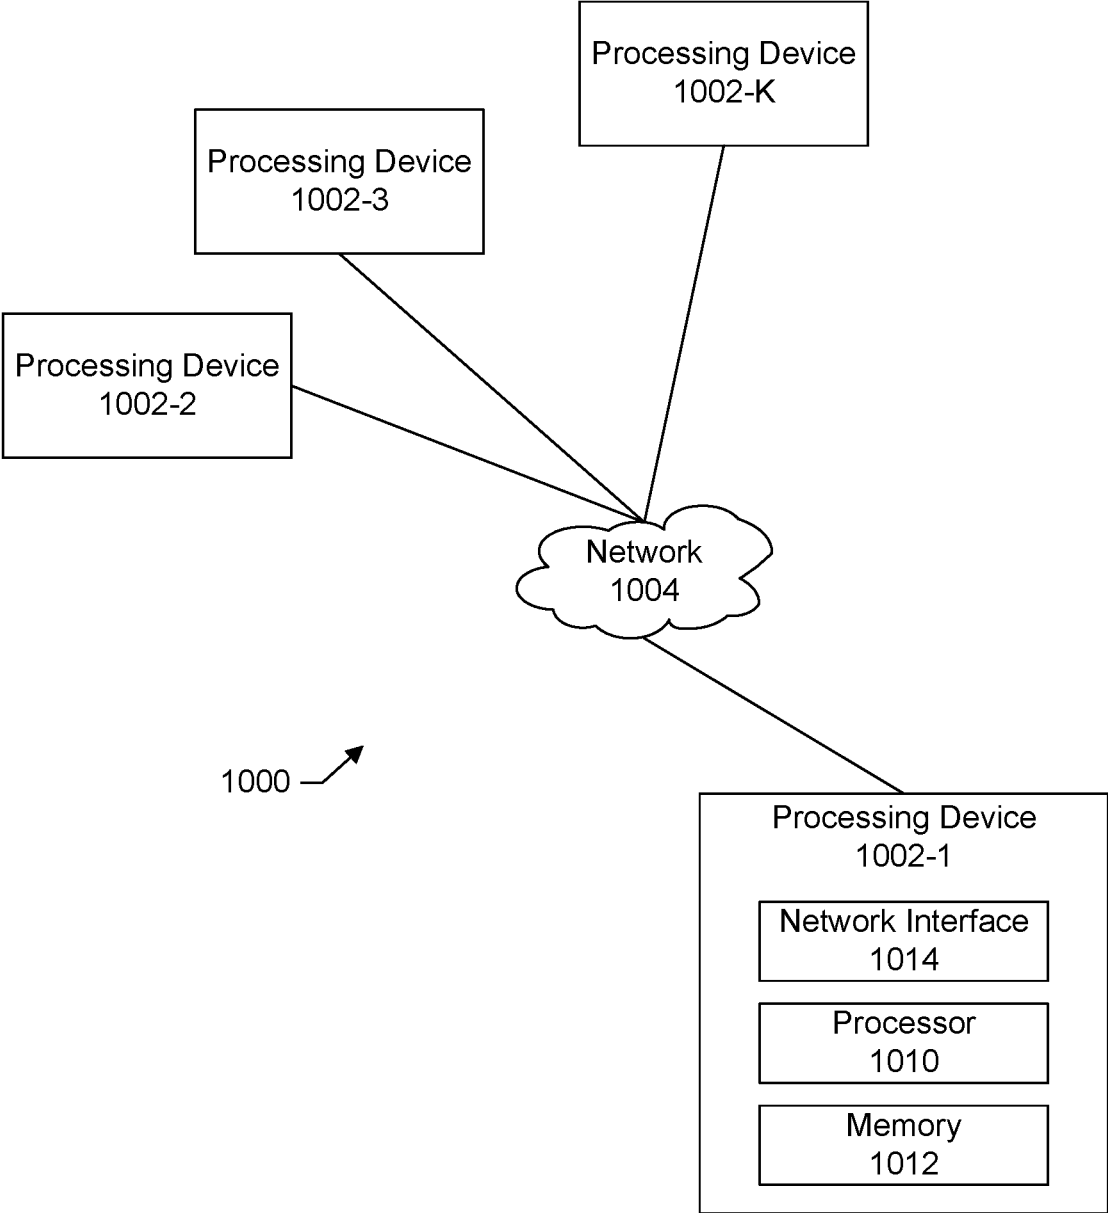 Processing Device
1002-K
Processing Device
1002-3
Processing Device
1002-2
Network
1004
1000
Processing Device
1002-1
Network Interface
1014
Processor
1010
Memory
1012